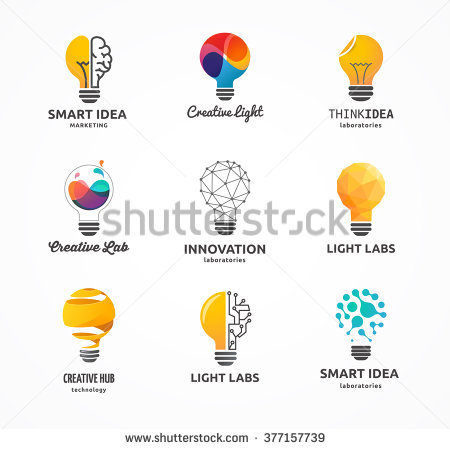 SMART IDEA
MARKETING
Creative Light
THINKIDEA
laboratories
Creative Lab
INNOVATION
laboratories
LIGHT LABS
CREATIVE HUB
technology
LIGHT LABS
SMART IDEA
laboratories
shutterstock
www.shutterstock.com · 377157739